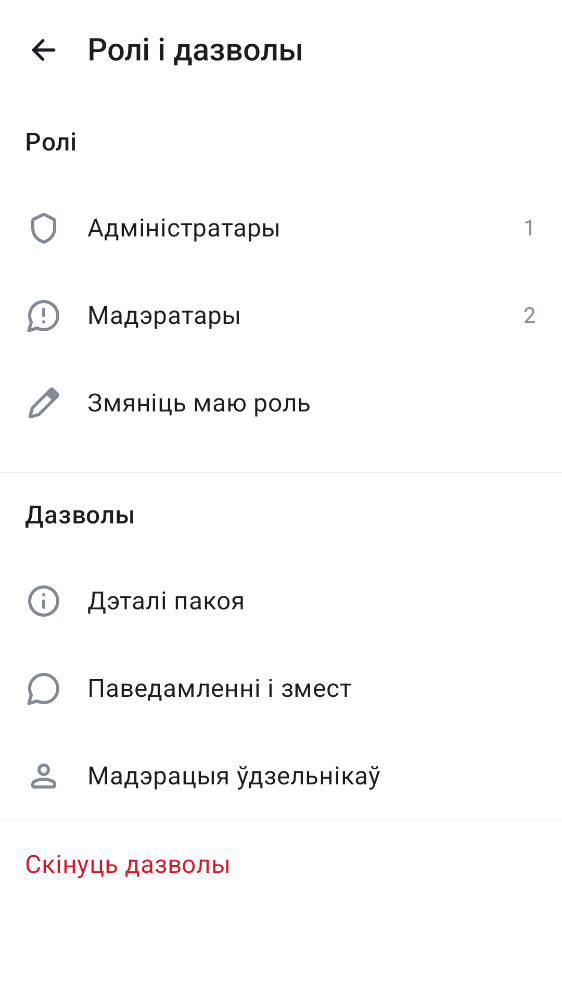 Ролі і дазволы
Ролі
Адміністратары 1
Мадэратары 2
Змяніць маю роль
Дазволы
Дэталі пакоя
Паведамленні і змест
Мадэрацыя ўдзельнікаў
Скінуць дазволы